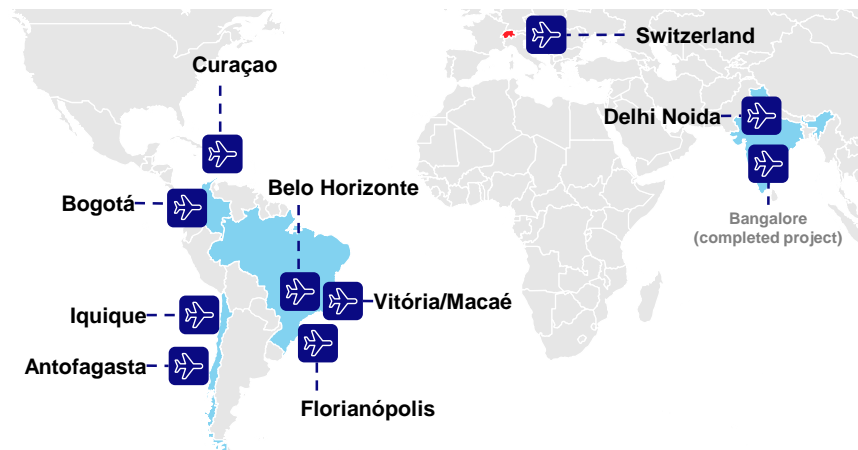 Switzerland
Curaçao
Delhi Noida
Belo Horizonte
Bogotá
Bangalore
(completed project)
Vitória/Macaé
Iquique
Antofagasta
Florianópolis